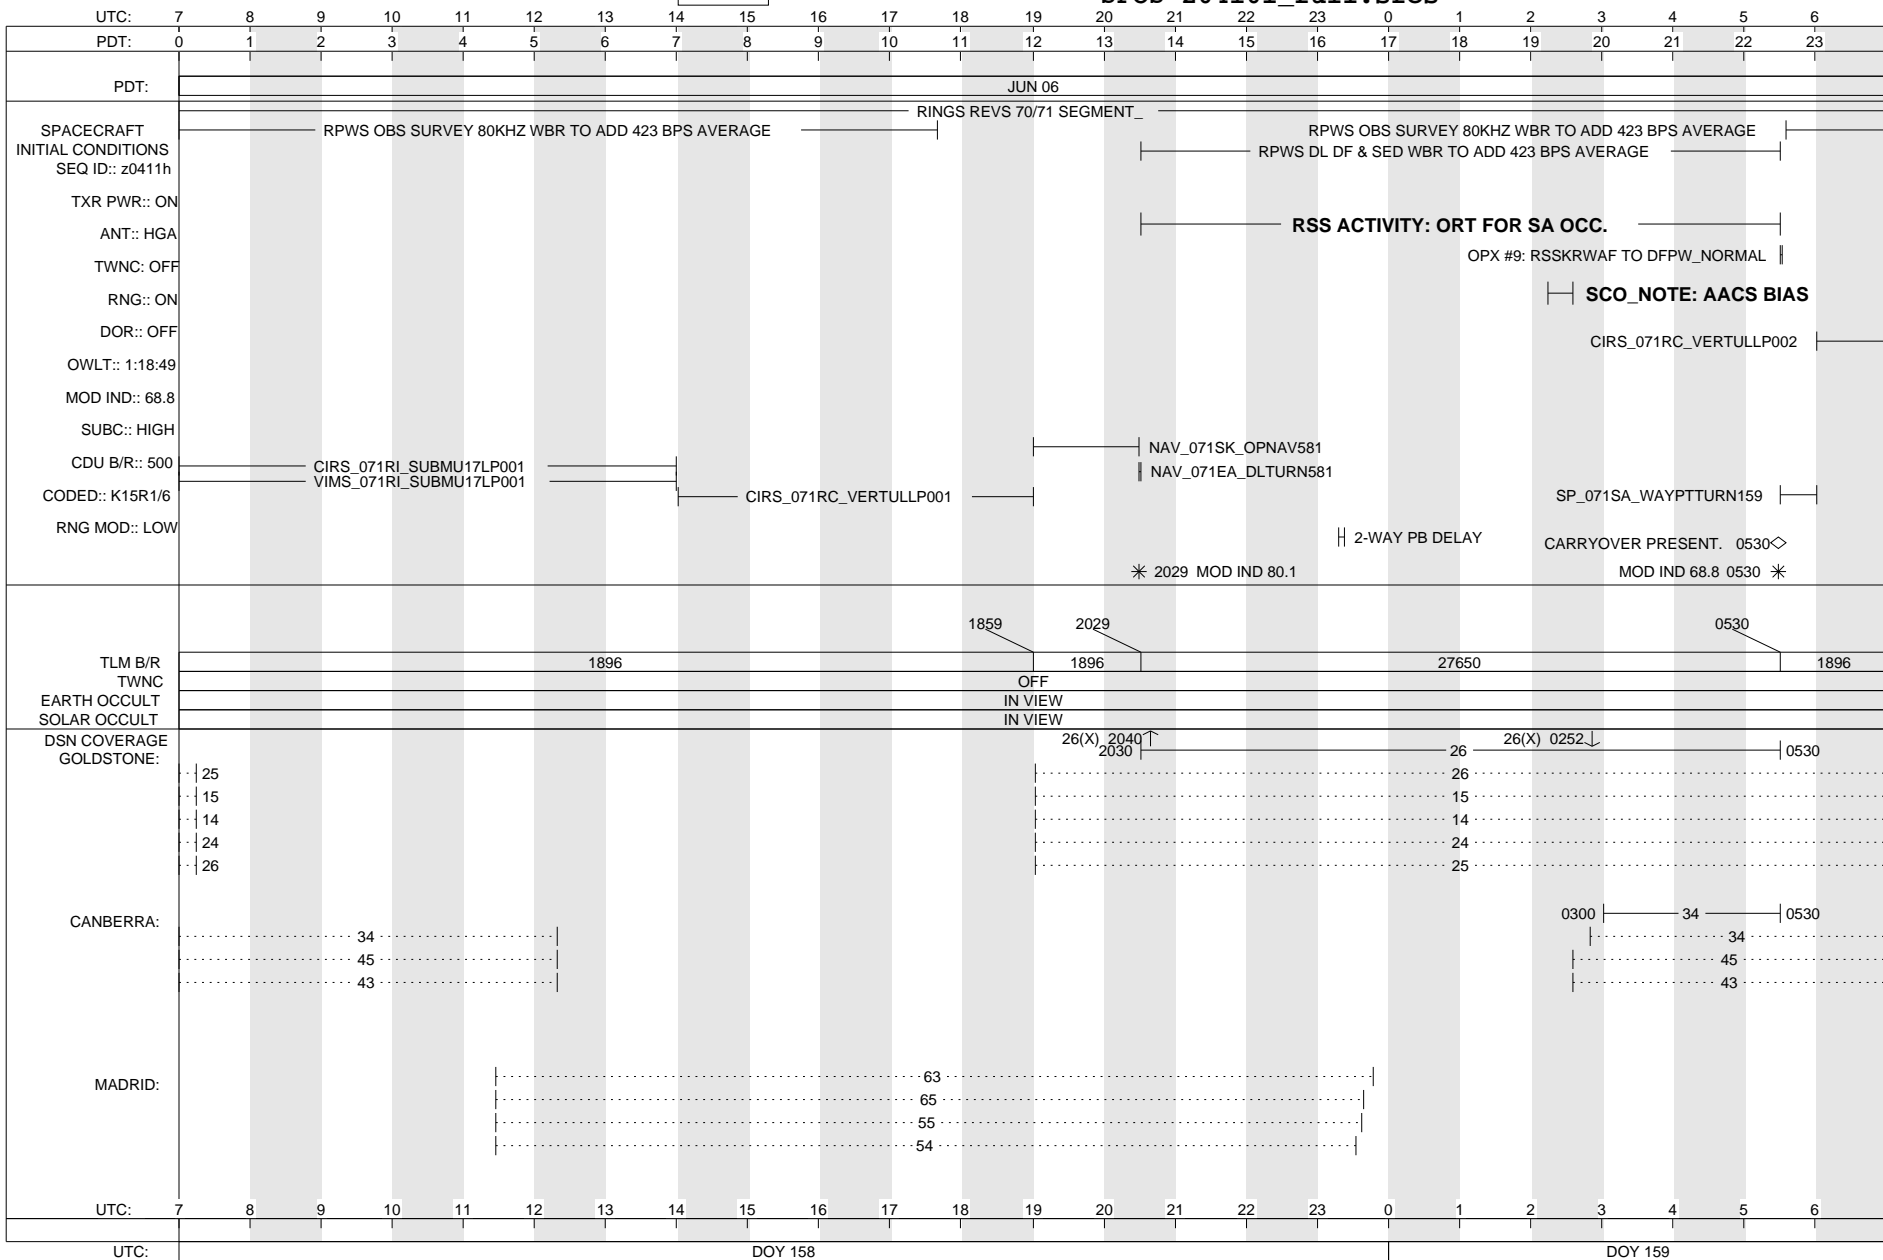 UTC: 7 8 9 10 11 12 13 14 15 16 17 18 19 20 21 22 23 0 1 2 3 4 5 6
PDT: 0 1 2 3 4 5 6 7 8 9 10 11 12 13 14 15 16 17 18 19 20 21 22 23
PDT: JUN 06
RINGS REVS 70/71 SEGMENT_
SPACECRAFT
INITIAL CONDITIONS
RPWS OBS SURVEY 80KHZ WBR TO ADD 423 BPS AVERAGE
RPWS OBS SURVEY 80KHZ WBR TO ADD 423 BPS AVERAGE
RPWS DL DF & SED WBR TO ADD 423 BPS AVERAGE
SEQ ID:: z0411h
TXR PWR:: ON
RSS ACTIVITY: ORT FOR SA OCC.
ANT:: HGA
OPX #9: RSSKRWAF TO DFPW_NORMAL
TWNC: OFF
RNG:: ON
SCO_NOTE: AACS BIAS
DOR:: OFF
CIRS_071RC_VERTULLP002
OWLT:: 1:18:49
MOD IND:: 68.8
SUBC:: HIGH
NAV_071SK_OPNAV581
CDU B/R:: 500
CIRS_071RI_SUBMU17LP001
NAV_071EA_DLTURN581
VIMS_071RI_SUBMU17LP001
CODED:: K15R1/6
CIRS_071RC_VERTULLP001
SP_071SA_WAYPTTURN159
RNG MOD:: LOW
2-WAY PB DELAY
CARRYOVER PRESENT. 0530
2029 MOD IND 80.1
MOD IND 68.8 0530
1859 2029 0530
TLM B/R 1896 1896 27650 1896
TWNC OFF
EARTH OCCULT IN VIEW
SOLAR OCCULT IN VIEW
DSN COVERAGE
26(X) 2040 26(X) 0252
GOLDSTONE: 2030 26 0530
25 26
15 15
14 14
24 24
26 25
CANBERRA: 0300 34 0530
34 34
45 45
43 43
MADRID: 63
65
55
54
UTC: 7 8 9 10 11 12 13 14 15 16 17 18 19 20 21 22 23 0 1 2 3 4 5 6
UTC: DOY 158 DOY 159